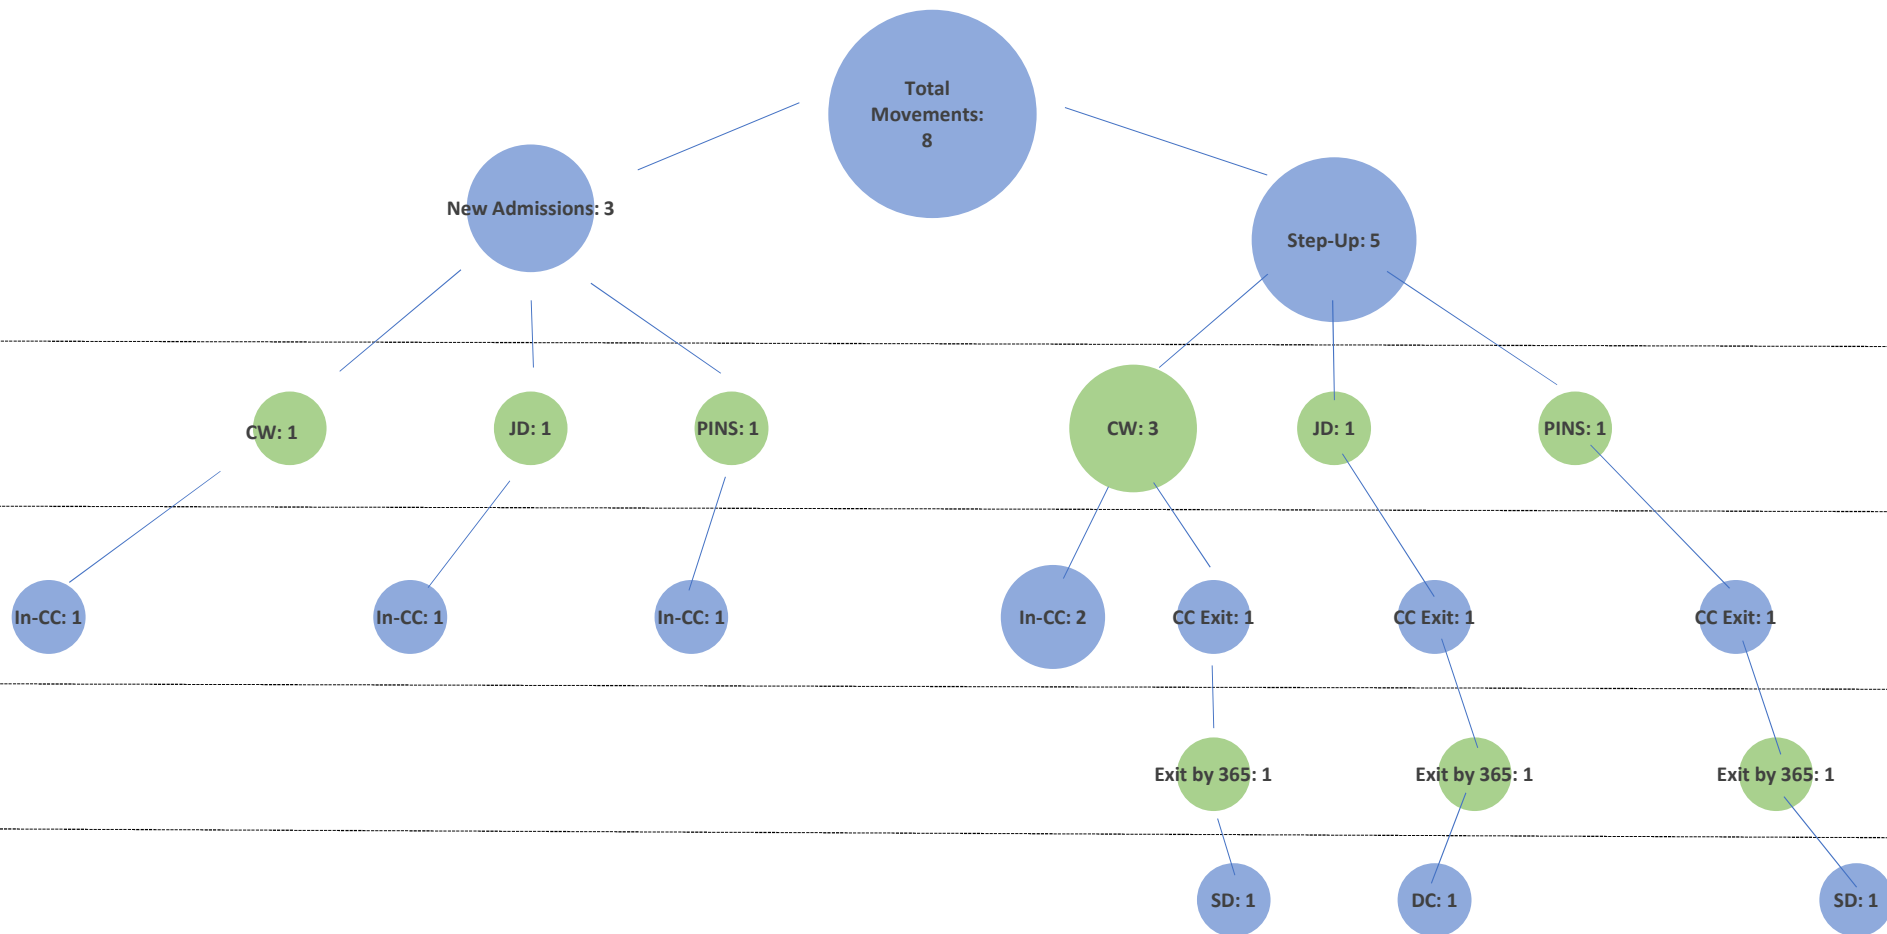 Total
Movements:
8
New Admissions: 3
Step-Up: 5
CW: 1
JD: 1
PINS: 1
CW: 3
JD: 1
PINS: 1
In-CC: 1
In-CC: 1
In-CC: 1
In-CC: 2
CC Exit: 1
CC Exit: 1
CC Exit: 1
Exit by 365: 1
Exit by 365: 1
Exit by 365: 1
SD: 1
DC: 1
SD: 1